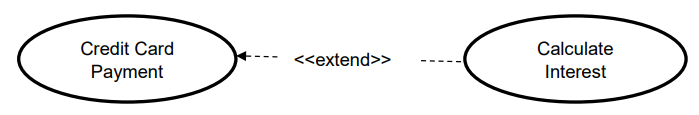 Credit Card
Payment
<<extend>>
Calculate
Interest